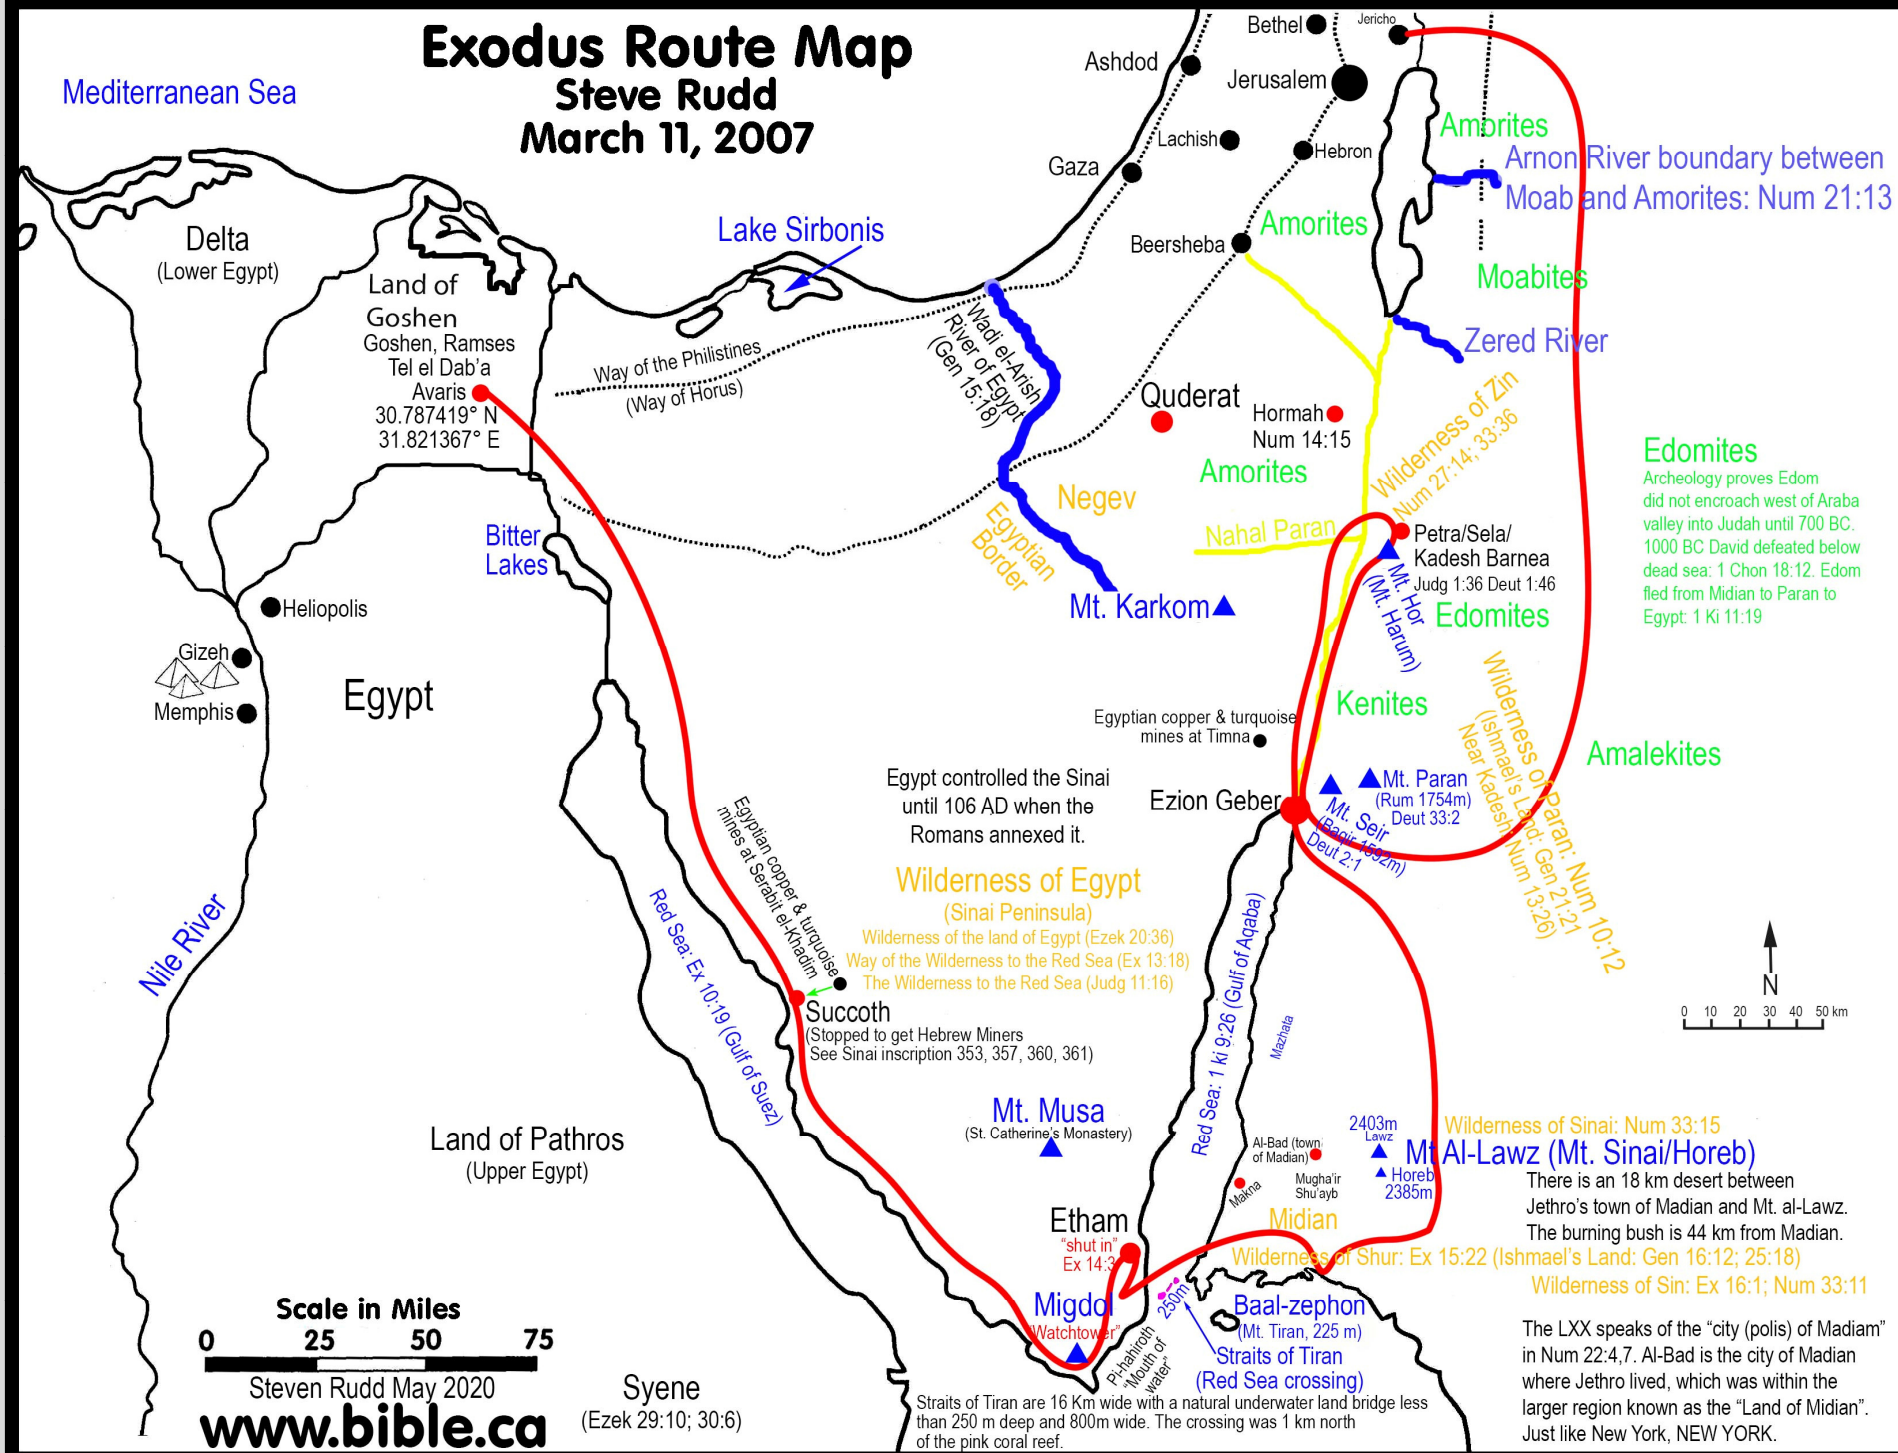 Exodus Route Map
Steve Rudd
March 11, 2007
Mediterranean Sea
Bethel
Jericho
Ashdod
Jerusalem
Lachish
Hebron
Gaza
Amorites
Arnon River boundary between
Moab and Amorites: Num 21:13
Beersheba
Amorites
Moabites
Zered River
Delta
(Lower Egypt)
Land of
Goshen
Goshen, Ramses
Tel el Dab'a
Avaris
30.787419° N
31.821367° E
Lake Sirbonis
Way of the Philistines
(Way of Horus)
Wadi el-Arish
River of Egypt
(Gen 15:18)
Quderat
Hormah
Num 14:15
Amorites
Wilderness of Zin
Num 27:14; 33:36
Negev
Egyptian
Border
Nahal Paran
Petra/Sela/
Kadesh Barnea
Judg 1:36 Deut 1:46
Mt. Hor
(Mt. Harum)
Edomites
Edomites
Archeology proves Edom
did not encroach west of Araba
valley into Judah until 700 BC.
1000 BC David defeated below
dead sea: 1 Chon 18:12. Edom
fled from Midian to Paran to
Egypt: 1 Ki 11:19
Bitter
Lakes
Heliopolis
Gizeh
Memphis
Egypt
Mt. Karkom
Kenites
Egyptian copper & turquoise
mines at Timna
Amalekites
Wilderness of Paran: Num 10:12
(Ishmael's Land: Gen 21:21
Near Kadesh: Num 13:26)
Ezion Geber
Mt. Paran
(Rum 1754m)
Deut 33:2
Mt. Seir
(Baqir 1592m)
Deut 2:1
Egypt controlled the Sinai
until 106 AD when the
Romans annexed it.
Wilderness of Egypt
(Sinai Peninsula)
Wilderness of the land of Egypt (Ezek 20:36)
Way of the Wilderness to the Red Sea (Ex 13:18)
The Wilderness to the Red Sea (Judg 11:16)
Egyptian copper & turquoise
mines at Serabit el-Khadim
Succoth
(Stopped to get Hebrew Miners
See Sinai inscription 353, 357, 360, 361)
Nile River
Red Sea: Ex 10:19 (Gulf of Suez)
Red Sea: 1 ki 9:26 (Gulf of Aqaba)
Mazhata
N
0 10 20 30 40 50 km
Land of Pathros
(Upper Egypt)
Mt. Musa
(St. Catherine's Monastery)
Al-Bad (town
of Madian)
Mugha'ir
Shu'ayb
Makna
2403m
Lawz
Horeb
2385m
Wilderness of Sinai: Num 33:15
Mt Al-Lawz (Mt. Sinai/Horeb)
There is an 18 km desert between
Jethro's town of Madian and Mt. al-Lawz.
The burning bush is 44 km from Madian.
Midian
Wilderness of Shur: Ex 15:22 (Ishmael's Land: Gen 16:12; 25:18)
Wilderness of Sin: Ex 16:1; Num 33:11
Etham
"shut in"
Ex 14:3
Migdol
"Watchtower"
Pi-hahiroth
"Mouth of
water"
250m
Baal-zephon
(Mt. Tiran, 225 m)
Straits of Tiran
(Red Sea crossing)
Straits of Tiran are 16 Km wide with a natural underwater land bridge less
than 250 m deep and 800m wide. The crossing was 1 km north
of the pink coral reef.
The LXX speaks of the "city (polis) of Madiam"
in Num 22:4,7. Al-Bad is the city of Madian
where Jethro lived, which was within the
larger region known as the "Land of Midian".
Just like New York, NEW YORK.
Scale in Miles
0 25 50 75
Steven Rudd May 2020
www.bible.ca
Syene
(Ezek 29:10; 30:6)